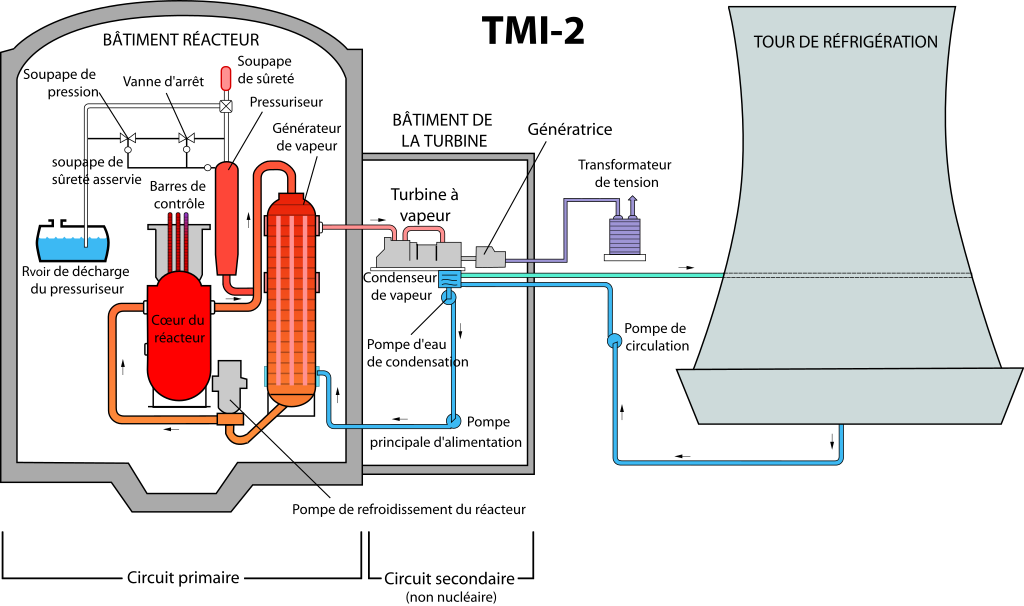 TMI-2
BÂTIMENT RÉACTEUR
TOUR DE RÉFRIGÉRATION
Soupape de
pression
Vanne d'arrêt
Soupape
de sûreté
Pressuriseur
Générateur
de vapeur
BÂTIMENT DE
LA TURBINE
Génératrice
soupape de
sûreté asservie
Barres de
contrôle
Transformateur
de tension
Turbine à
vapeur
Rvoir de décharge
du pressuriseur
Condenseur
de vapeur
Cœur du
réacteur
Pompe d'eau
de condensation
Pompe de
circulation
Pompe
principale d'alimentation
Pompe de refroidissement du réacteur
Circuit primaire
Circuit secondaire
(non nucléaire)